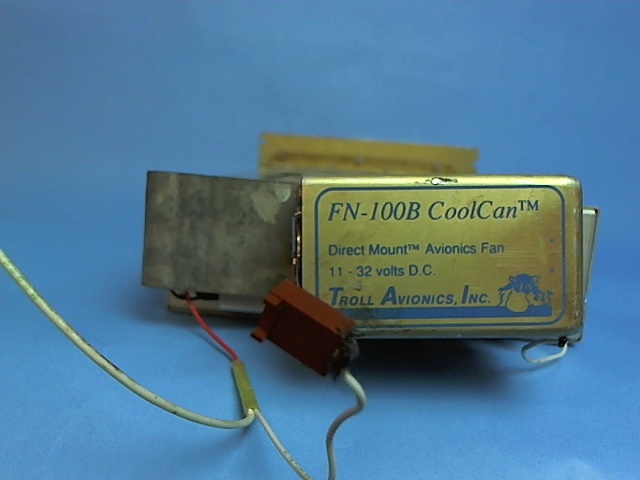 FN-100B CoolCan™
Direct Mount™ Avionics Fan
11 - 32 volts D.C.
TROLL AVIONICS, INC.